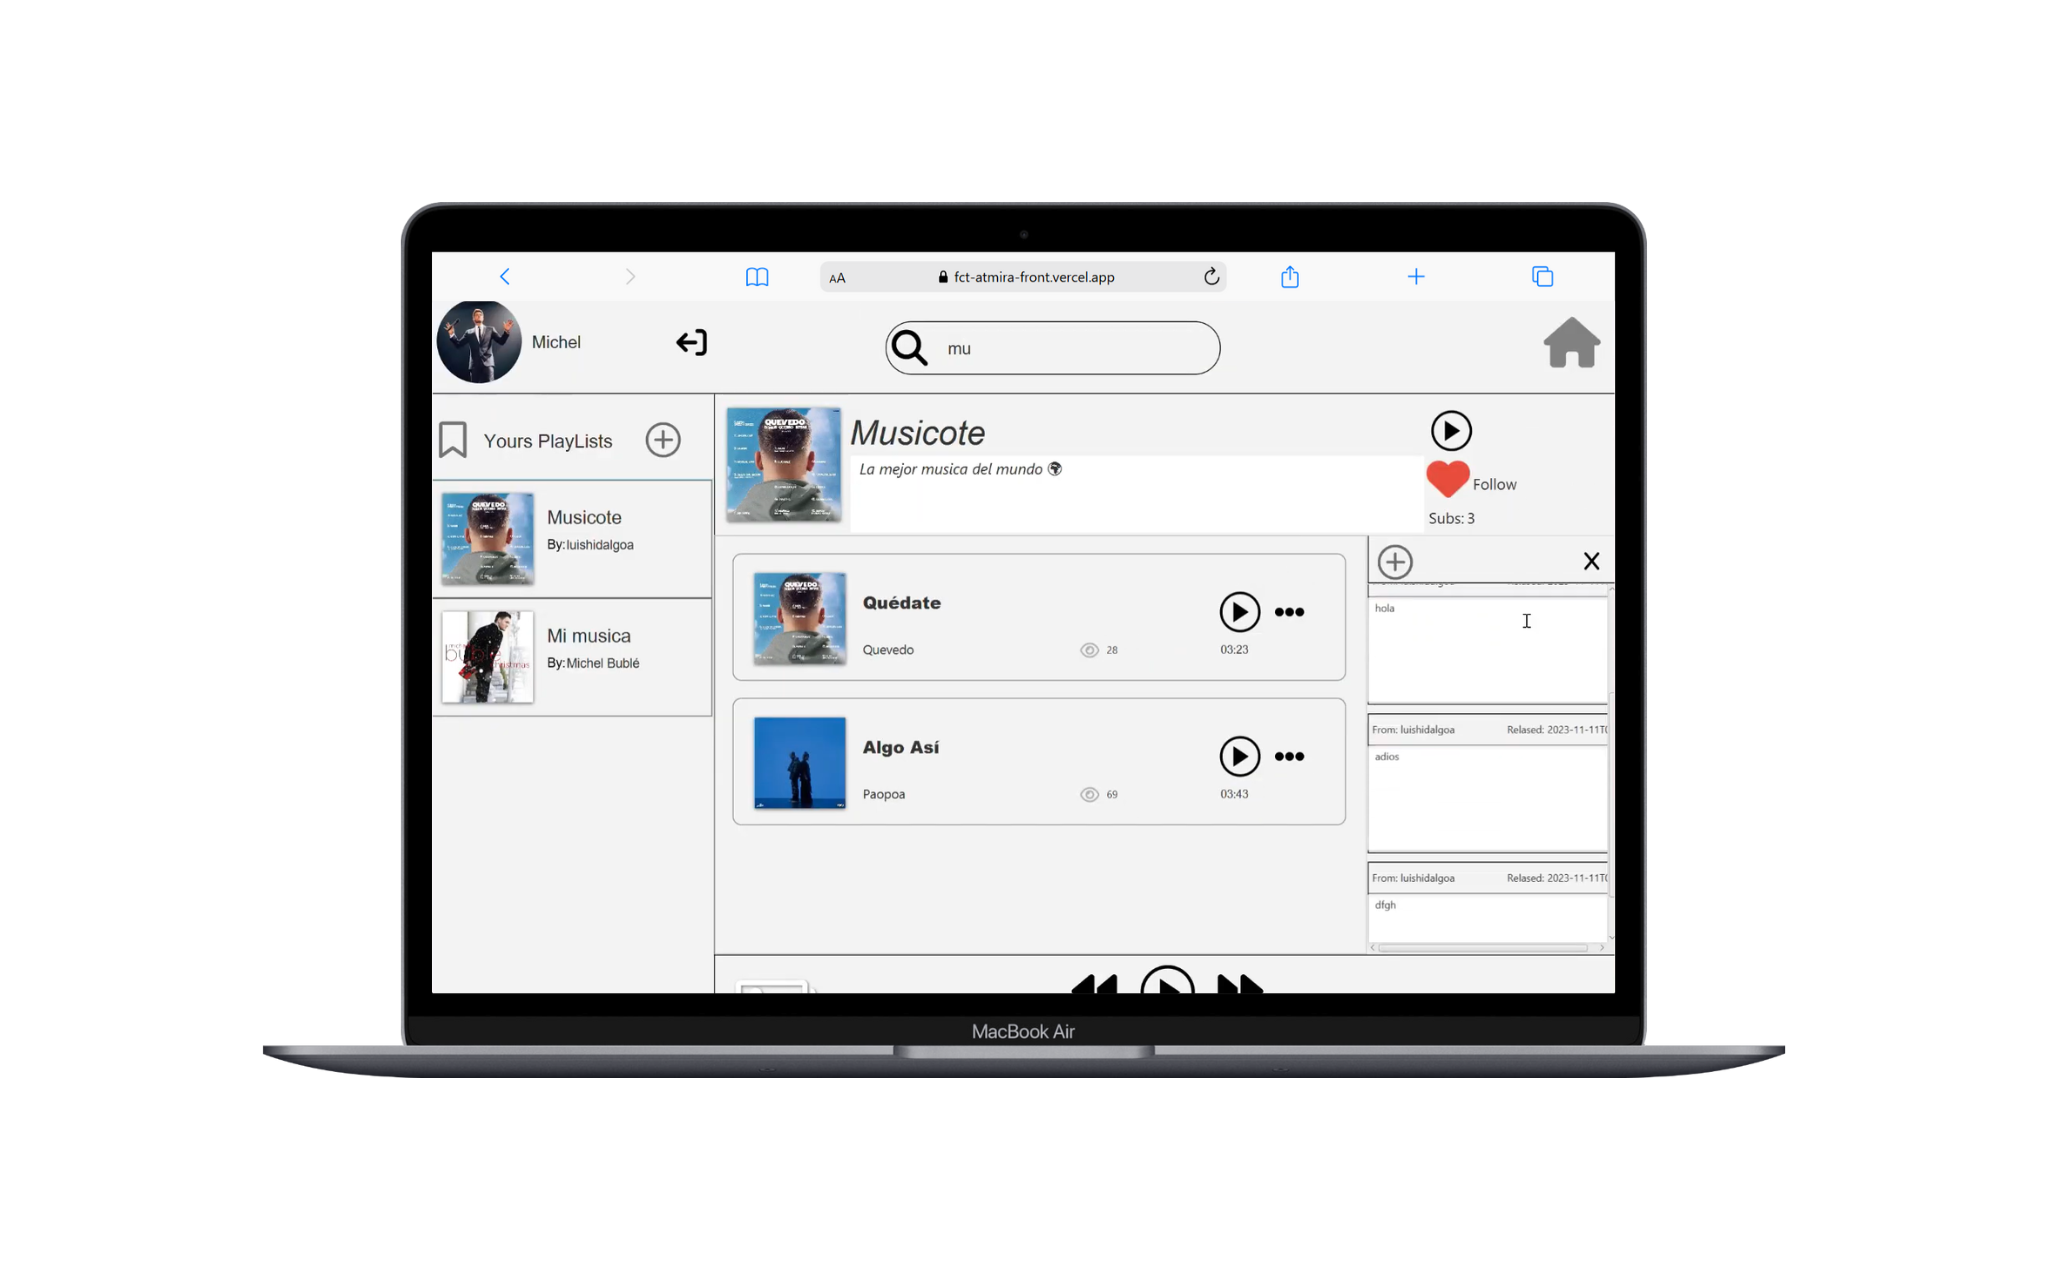 AA fct-atmira-front.vercel.app
Michel
mu
Yours PlayLists
Musicote
By:luishidalgoa
Mi musica
By:Michel Bublé
QUEVEDO
Musicote
La mejor musica del mundo
Follow
Subs: 3
Quédate
Quevedo
28
03:23
Algo Así
Paopoa
69
03:43
X
hola
From: luishidalgoa Relased: 2023-11-11T
adios
From: luishidalgoa Relased: 2023-11-11T
dfgh
MacBook Air